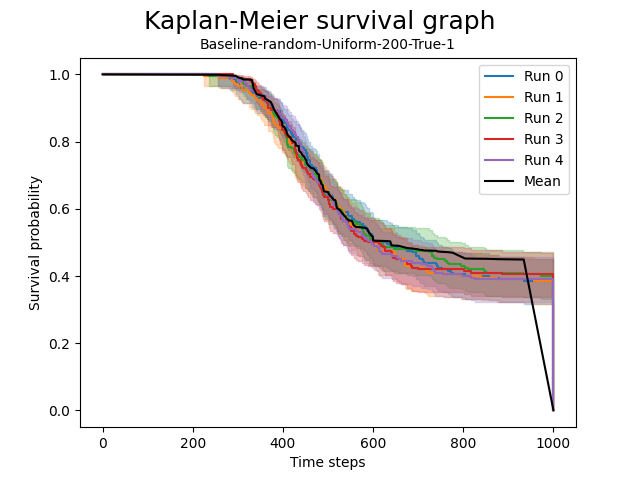 Kaplan-Meier survival graph
Baseline-random-Uniform-200-True-1
Survival probability
1.0
0.8
0.6
0.4
0.2
0.0
Run 0
Run 1
Run 2
Run 3
Run 4
Mean
0 200 400 600 800 1000
Time steps